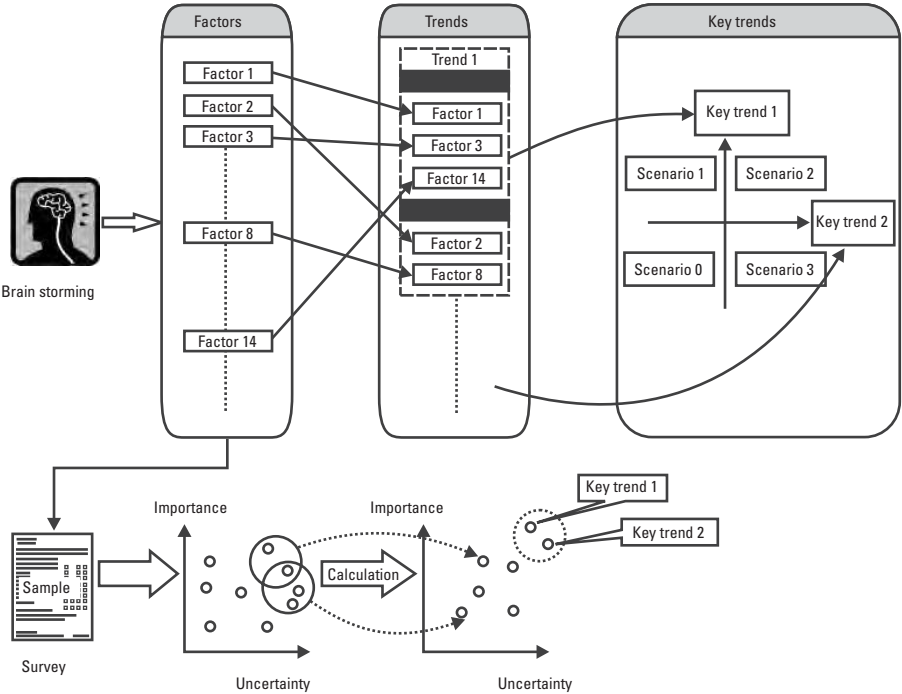 Factors
Factor 1
Factor 2
Factor 3
Factor 8
Factor 14
Trends
Trend 1
Factor 1
Factor 3
Factor 14
Factor 2
Factor 8
Key trends
Key trend 1
Scenario 1
Scenario 2
Key trend 2
Scenario 0
Scenario 3
Brain storming
Sample
Survey
Importance
Uncertainty
Calculation
Importance
Key trend 1
Key trend 2
Uncertainty